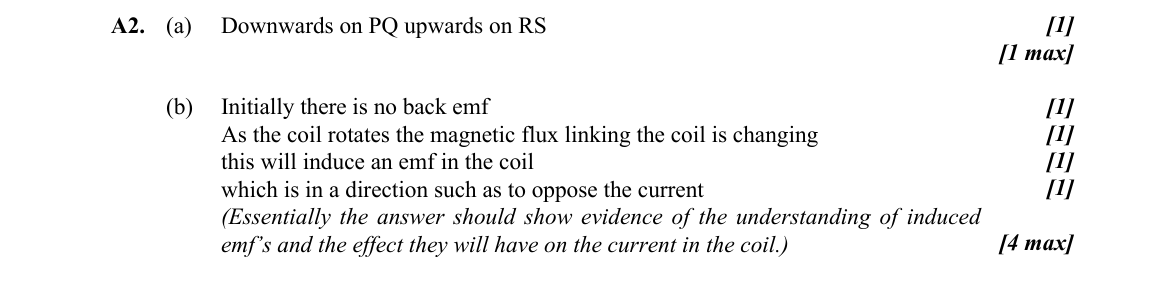 A2. (a) Downwards on PQ upwards on RS [1]
[1 max]
(b) Initially there is no back emf [1]
As the coil rotates the magnetic flux linking the coil is changing [1]
this will induce an emf in the coil [1]
which is in a direction such as to oppose the current [1]
(Essentially the answer should show evidence of the understanding of induced
emf's and the effect they will have on the current in the coil.) [4 max]